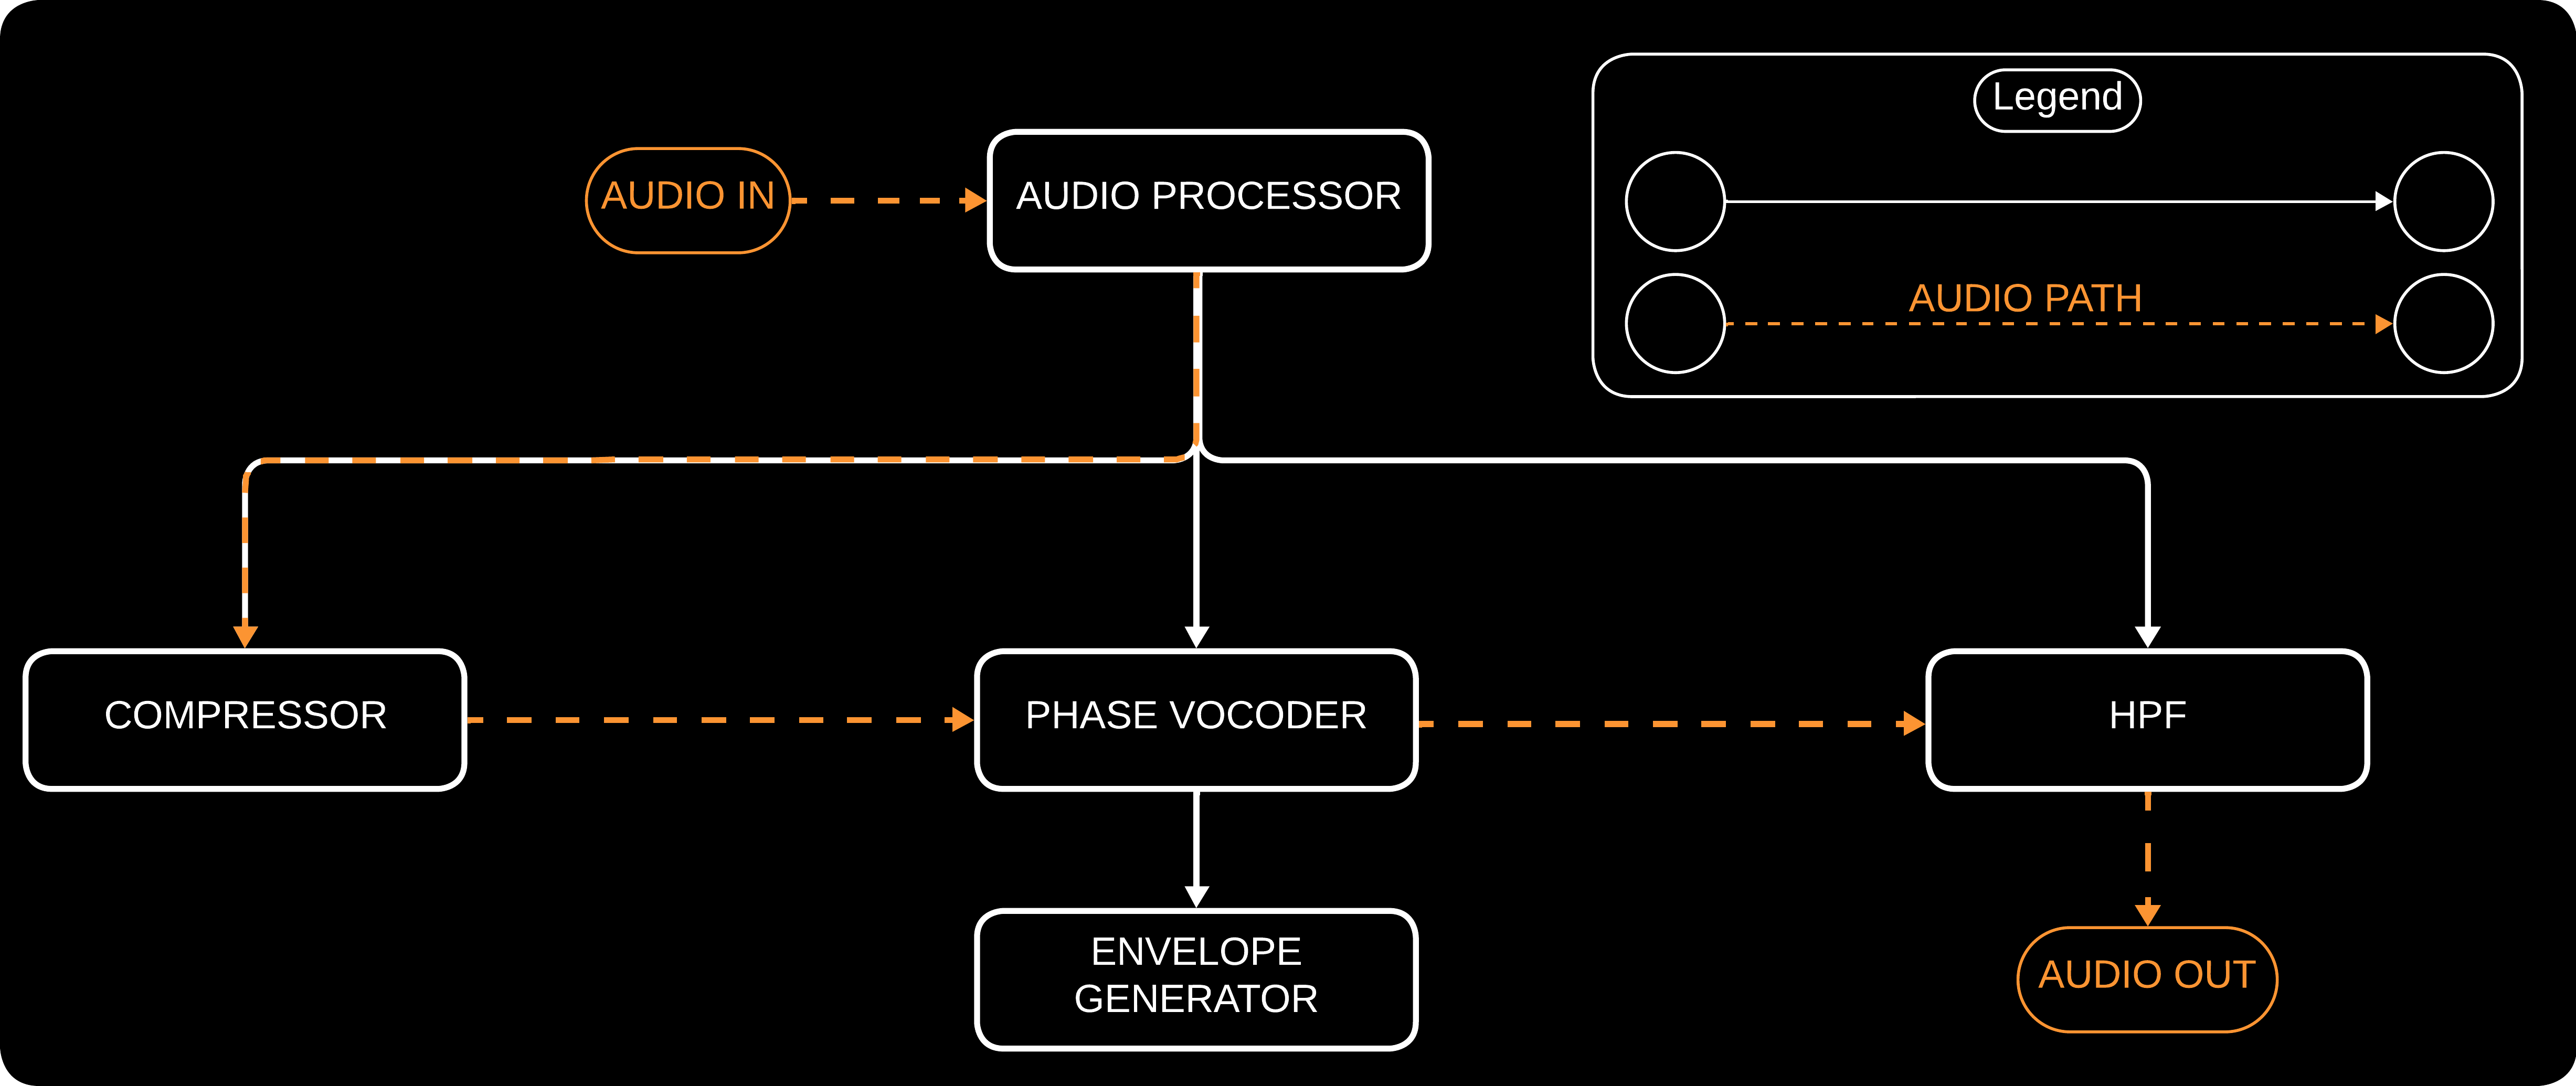 Legend
AUDIO IN
AUDIO PROCESSOR
AUDIO PATH
COMPRESSOR
PHASE VOCODER
HPF
ENVELOPE
GENERATOR
AUDIO OUT